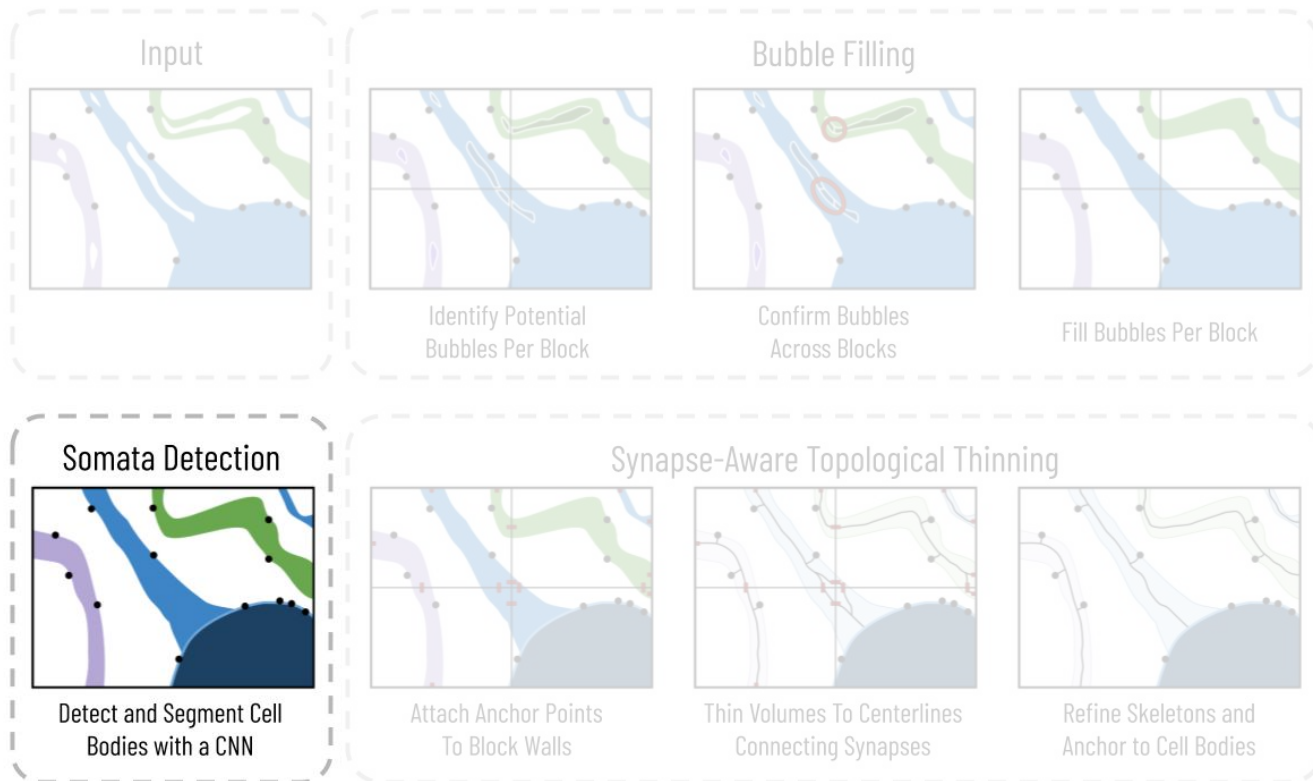 Input
Bubble Filling
Identify Potential
Bubbles Per Block
Confirm Bubbles
Across Blocks
Fill Bubbles Per Block
Somata Detection
Detect and Segment Cell
Bodies with a CNN
Synapse-Aware Topological Thinning
Attach Anchor Points
To Block Walls
Thin Volumes To Centerlines
Connecting Synapses
Refine Skeletons and
Anchor to Cell Bodies